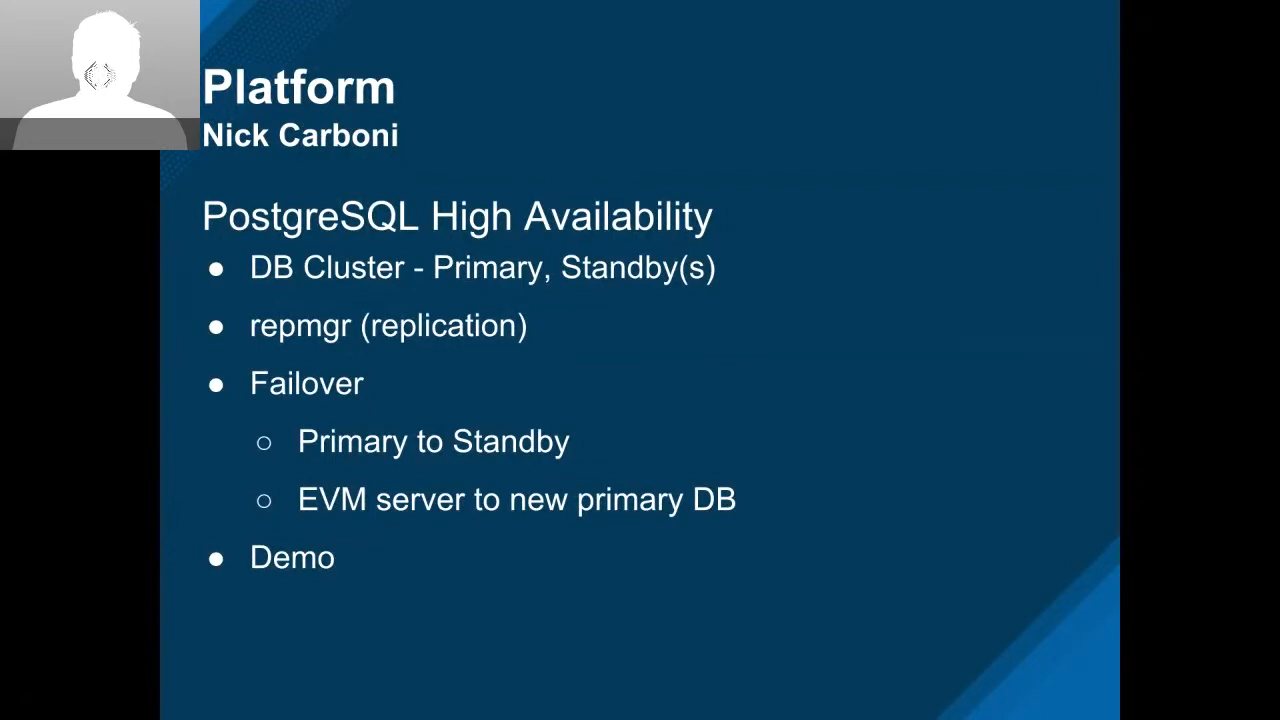 Platform
Nick Carboni
PostgreSQL High Availability
● DB Cluster - Primary, Standby(s)
● repmgr (replication)
● Failover
○ Primary to Standby
○ EVM server to new primary DB
● Demo